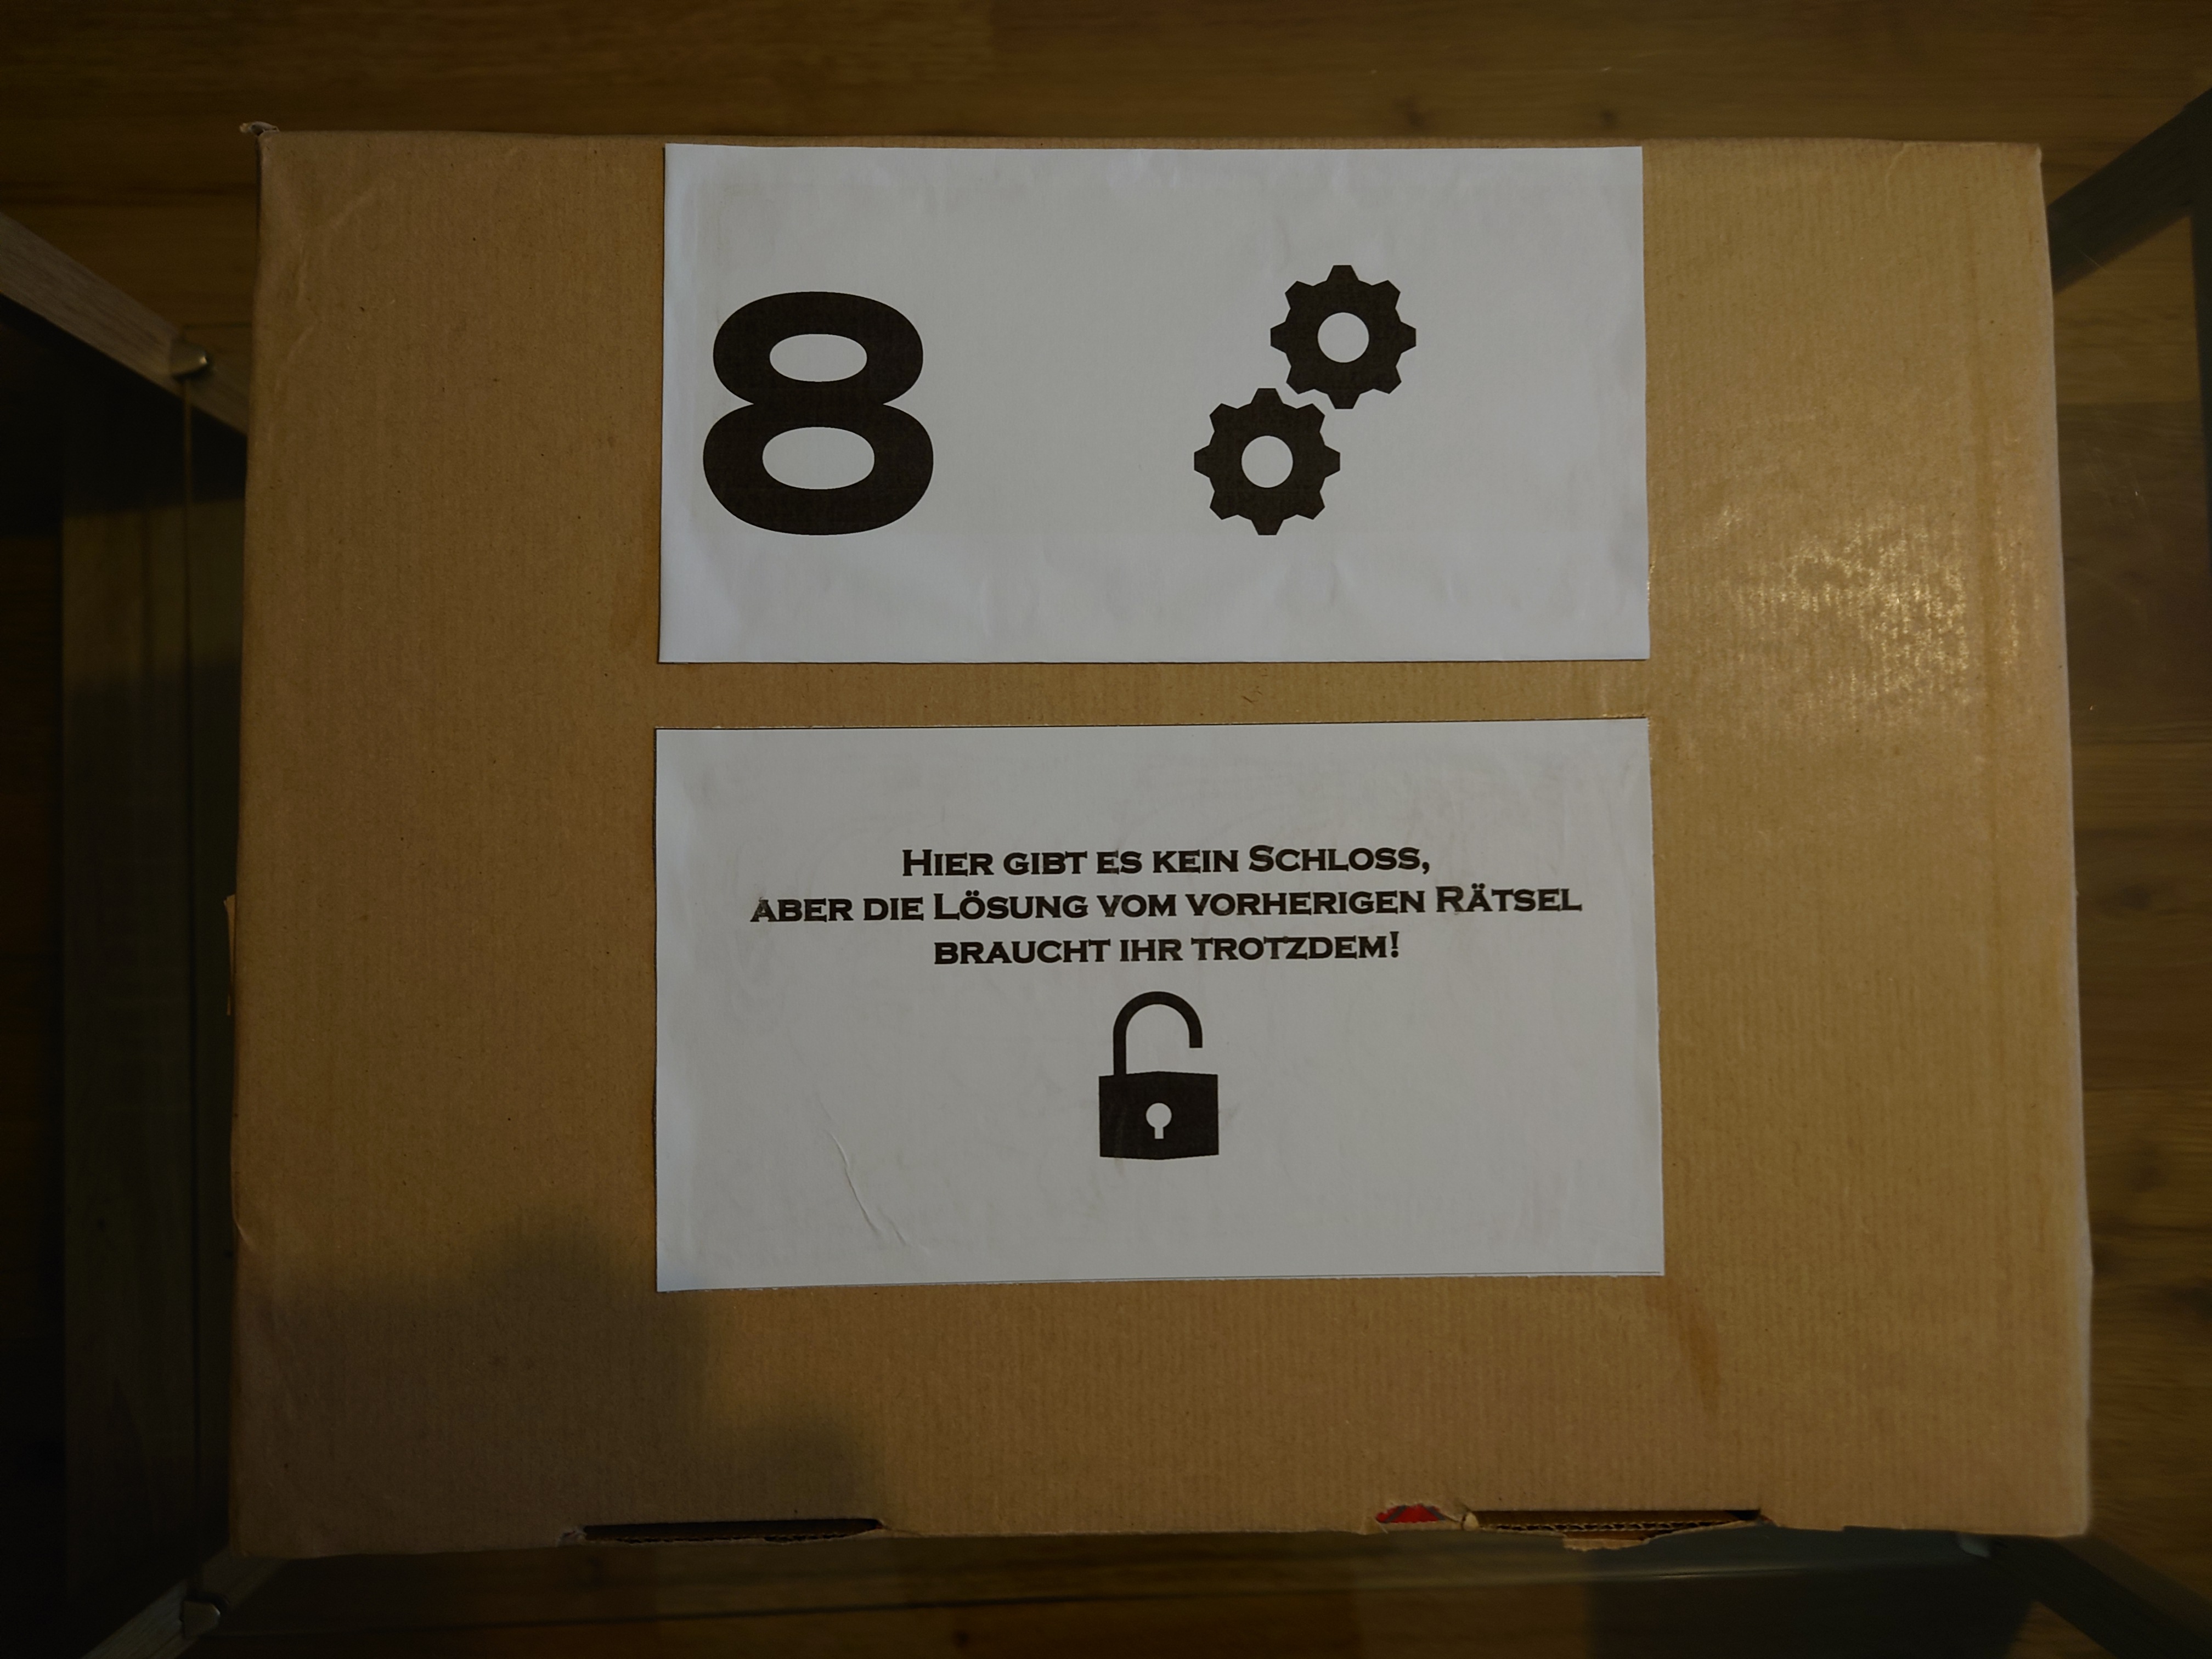 8
Hier gibt es kein Schloss,
aber die Lösung vom vorherigen Rätsel
braucht ihr trotzdem!